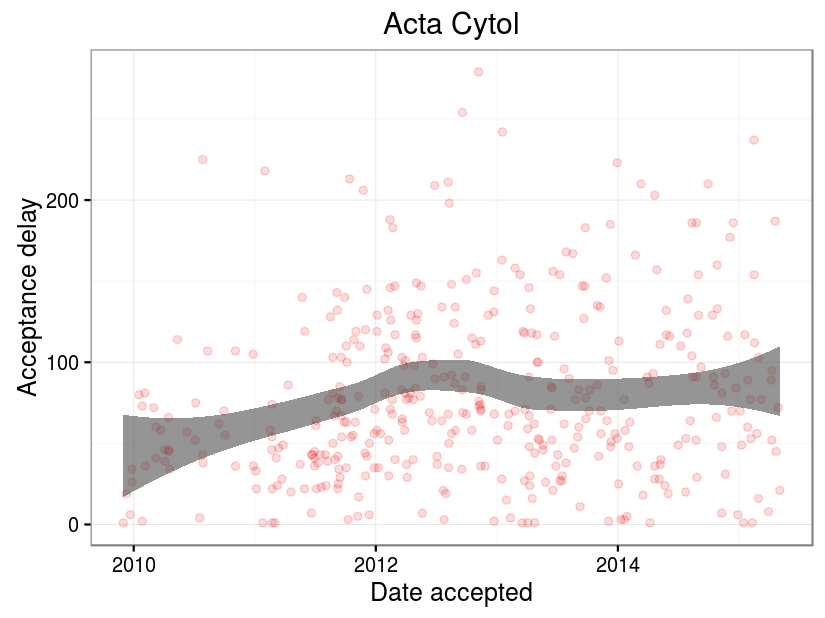 Acta Cytol
Acceptance delay
200
100
0
2010 2012 2014
Date accepted